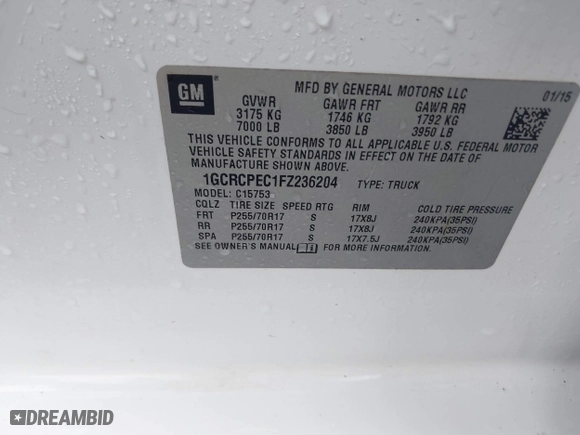 GM
MFD BY GENERAL MOTORS LLC
01/15
GVWR GAWR FRT GAWR RR
3175 KG 1746 KG 1792 KG
7000 LB 3850 LB 3950 LB
THIS VEHICLE CONFORMS TO ALL APPLICABLE U.S. FEDERAL MOTOR
VEHICLE SAFETY STANDARDS IN EFFECT ON THE DATE OF
MANUFACTURE SHOWN ABOVE.
1GCRCPEC1FZ236204 TYPE: TRUCK
MODEL: C15753
CQLZ TIRE SIZE SPEED RTG RIM COLD TIRE PRESSURE
FRT P255/70R17 S 17X8J 240KPA(35PSI)
RR P255/70R17 S 17X8J 240KPA(35PSI)
SPA P255/70R17 S 17X7.5J 240KPA(35PSI)
SEE OWNER'S MANUAL FOR MORE INFORMATION.
DREAMBID